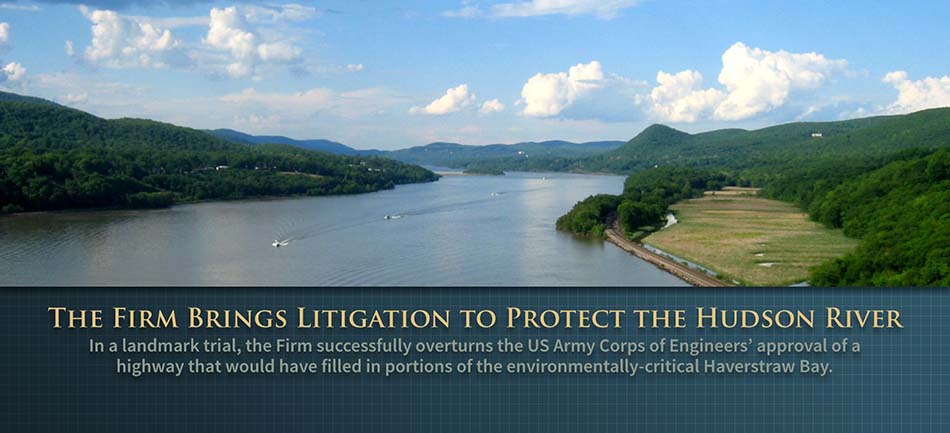 The Firm Brings Litigation to Protect the Hudson River
In a landmark trial, the Firm successfully overturns the US Army Corps of Engineers’ approval of a
highway that would have filled in portions of the environmentally-critical Haverstraw Bay.